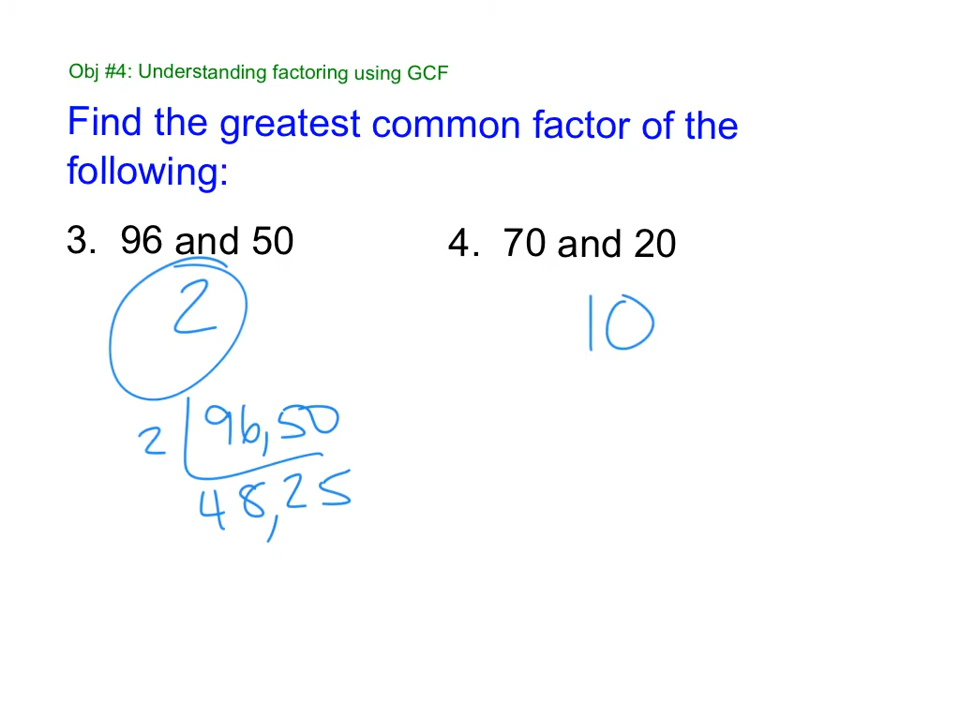 Obj #4: Understanding factoring using GCF
Find the greatest common factor of the
following:
3. 96 and 50
4. 70 and 20
2
10
2 96,50
48,25